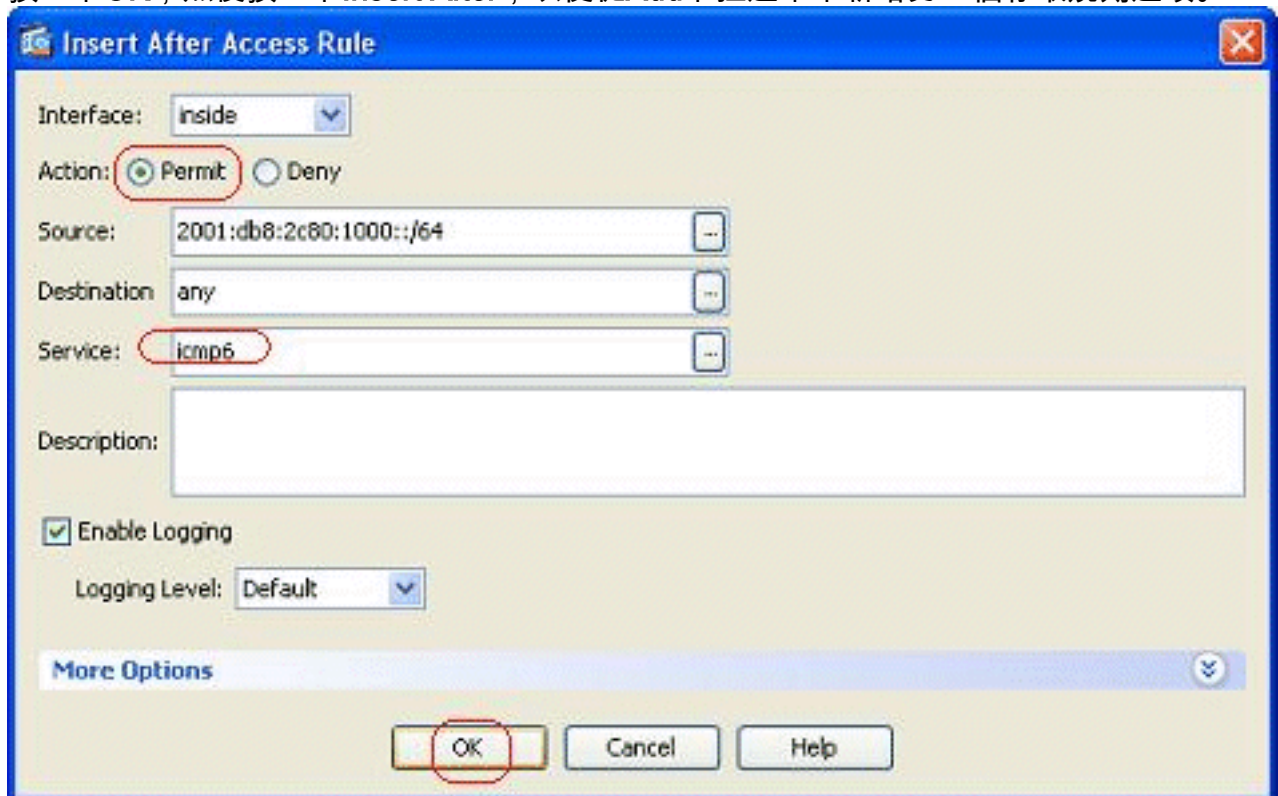 Insert After Access Rule
Interface: inside
Action: Permit Deny
Source: 2001:db8:2c80:1000::/64 ...
Destination any ...
Service: icmp6 ...
Description:
Enable Logging
Logging Level: Default
More Options
OK Cancel Help